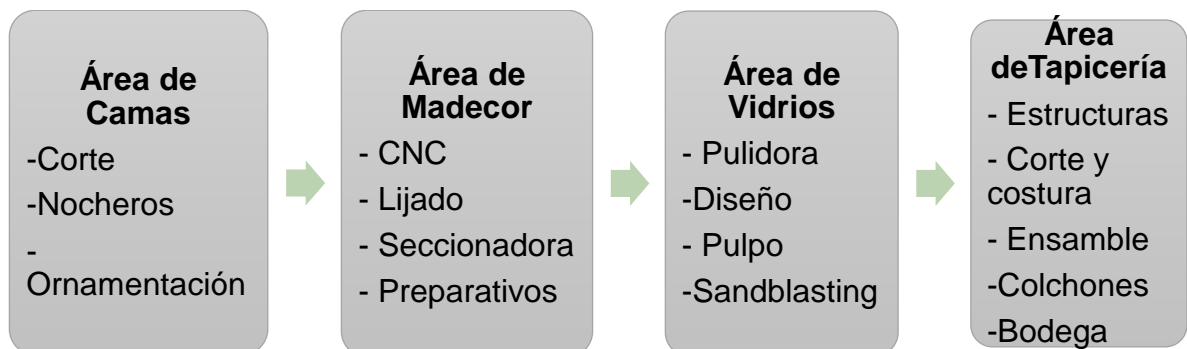 Área de
Camas
-Corte
-Nocheros
-
Ornamentación
Área de
Madecor
- CNC
- Lijado
- Seccionadora
- Preparativos
Área de
Vidrios
- Pulidora
-Diseño
- Pulpo
-Sandblasting
Área
deTapicería
- Estructuras
- Corte y
costura
- Ensamble
-Colchones
-Bodega